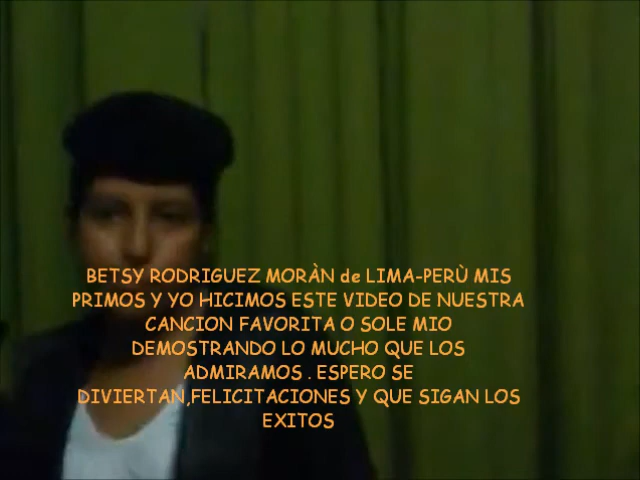 BETSY RODRIGUEZ MORÀN de LIMA-PERÙ MIS
PRIMOS Y YO HICIMOS ESTE VIDEO DE NUESTRA
CANCION FAVORITA O SOLE MIO
DEMOSTRANDO LO MUCHO QUE LOS
ADMIRAMOS . ESPERO SE
DIVIERTAN,FELICITACIONES Y QUE SIGAN LOS
EXITOS